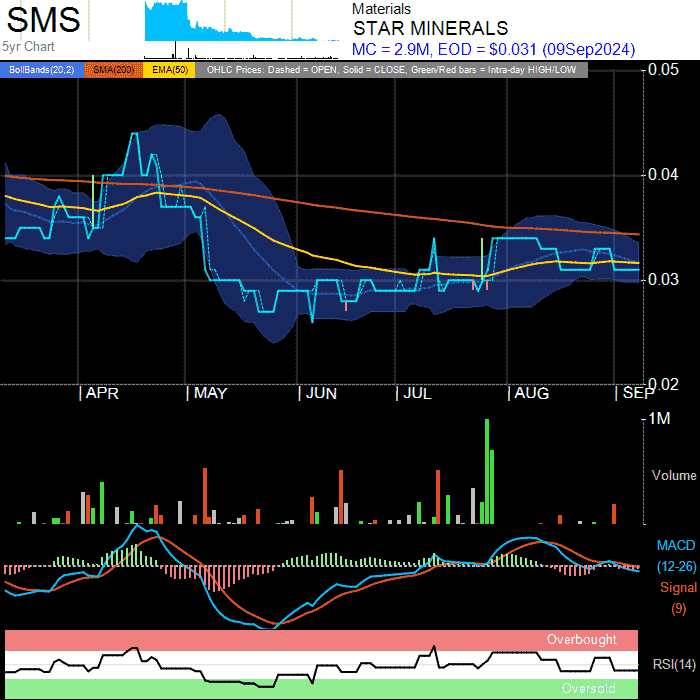 SMS
5yr Chart
Materials
STAR MINERALS
MC = 2.9M, EOD = $0.031 (09Sep2024)
BollBands(20,2) SMA(200) EMA(50) OHLC Prices: Dashed = OPEN, Solid = CLOSE, Green/Red bars = Intra-day HIGH/LOW
0.05
0.04
0.03
0.02
APR MAY JUN JUL AUG SEP
1M
Volume
MACD
(12-26)
Signal
(9)
Overbought
RSI(14)
Oversold